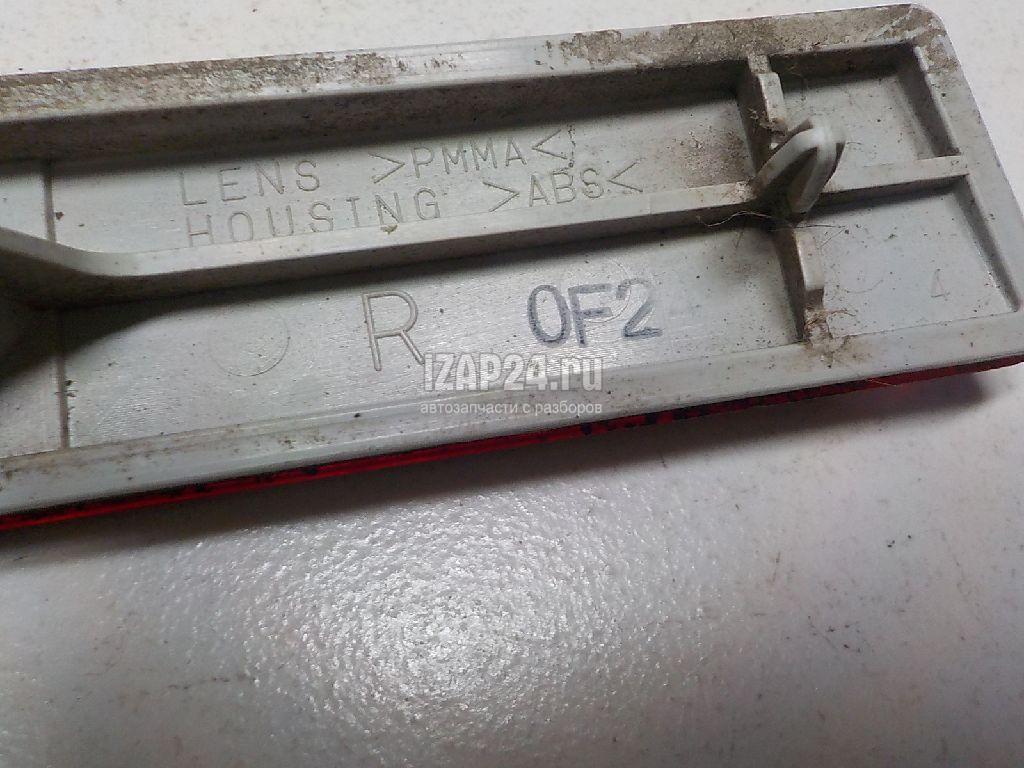 LENS >PMMA<
HOUSING >ABS<
R 0F2
4
IZAP24.ru
автозапчасти с разборов